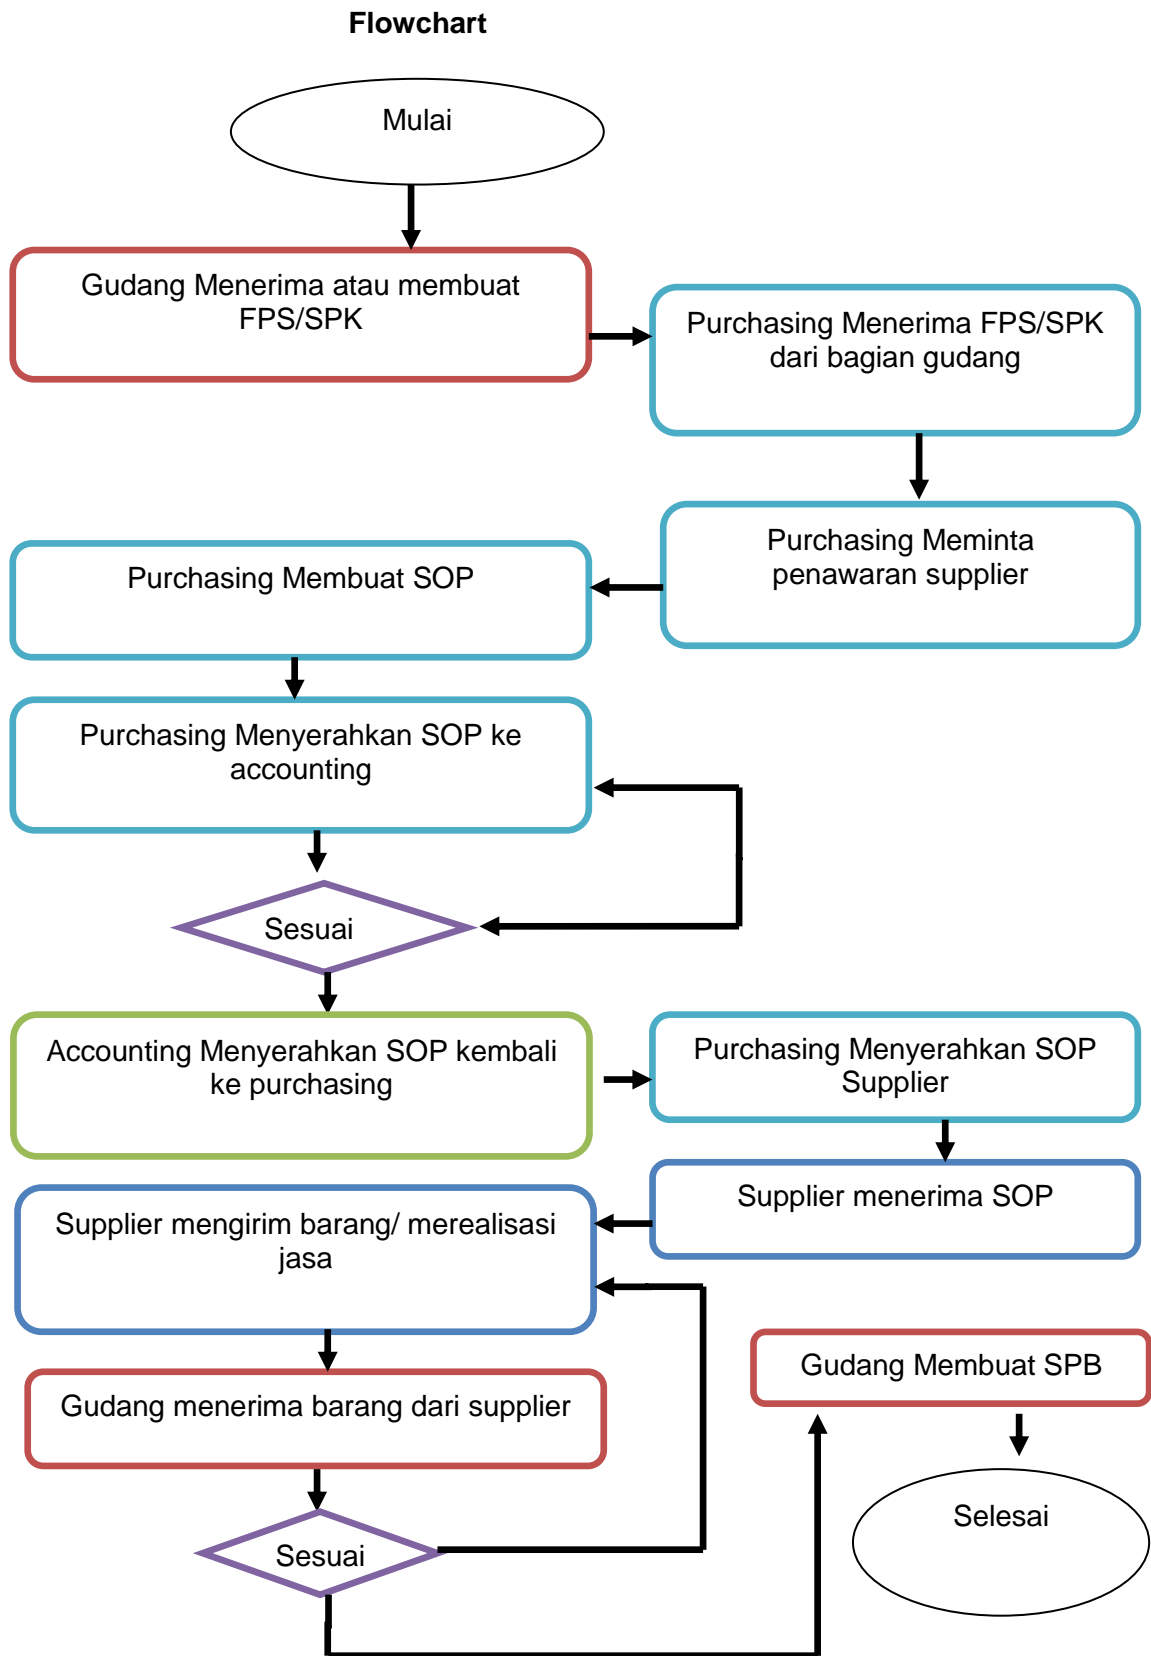 Flowchart
Mulai
Gudang Menerima atau membuat
FPS/SPK
Purchasing Menerima FPS/SPK
dari bagian gudang
Purchasing Meminta
penawaran supplier
Purchasing Membuat SOP
Purchasing Menyerahkan SOP ke
accounting
Sesuai
Accounting Menyerahkan SOP kembali
ke purchasing
Purchasing Menyerahkan SOP
Supplier
Supplier menerima SOP
Supplier mengirim barang/ merealisasi
jasa
Gudang menerima barang dari supplier
Sesuai
Gudang Membuat SPB
Selesai